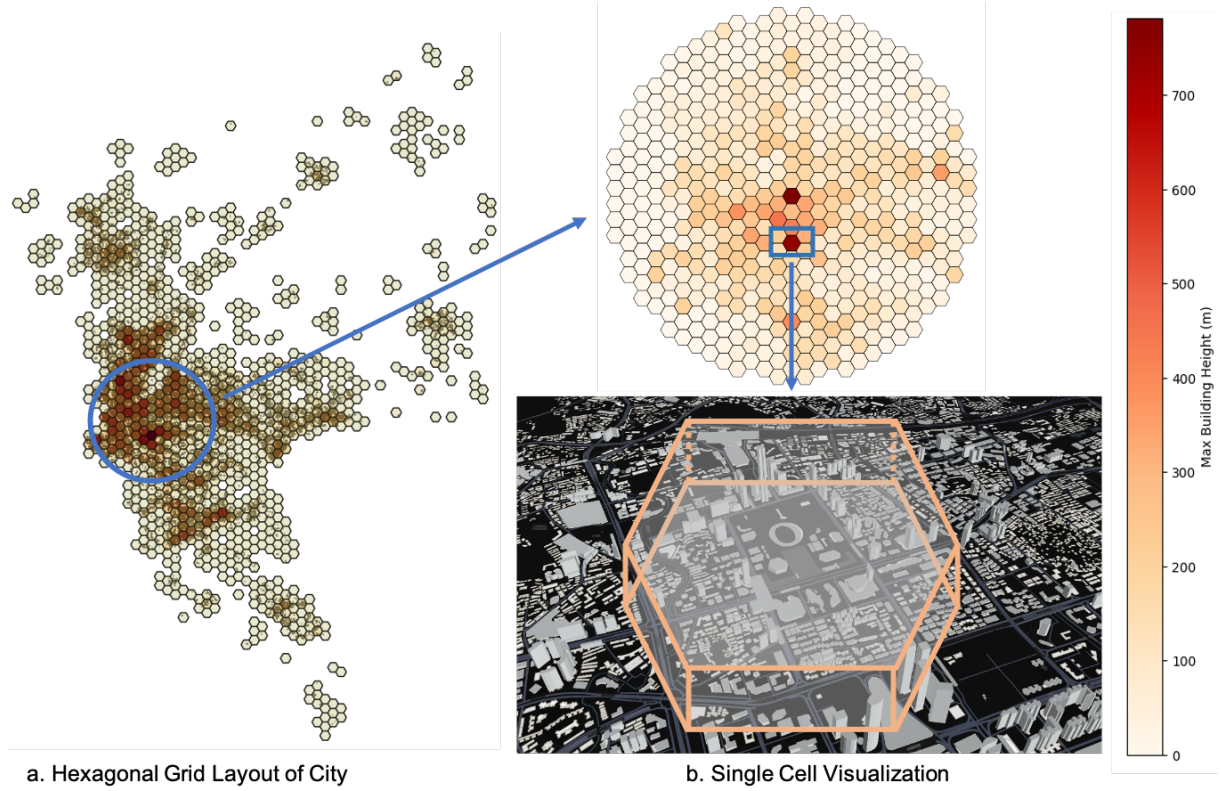 700
600
500
400
300
200
100
0
Max Building Height (m)
a. Hexagonal Grid Layout of City
b. Single Cell Visualization